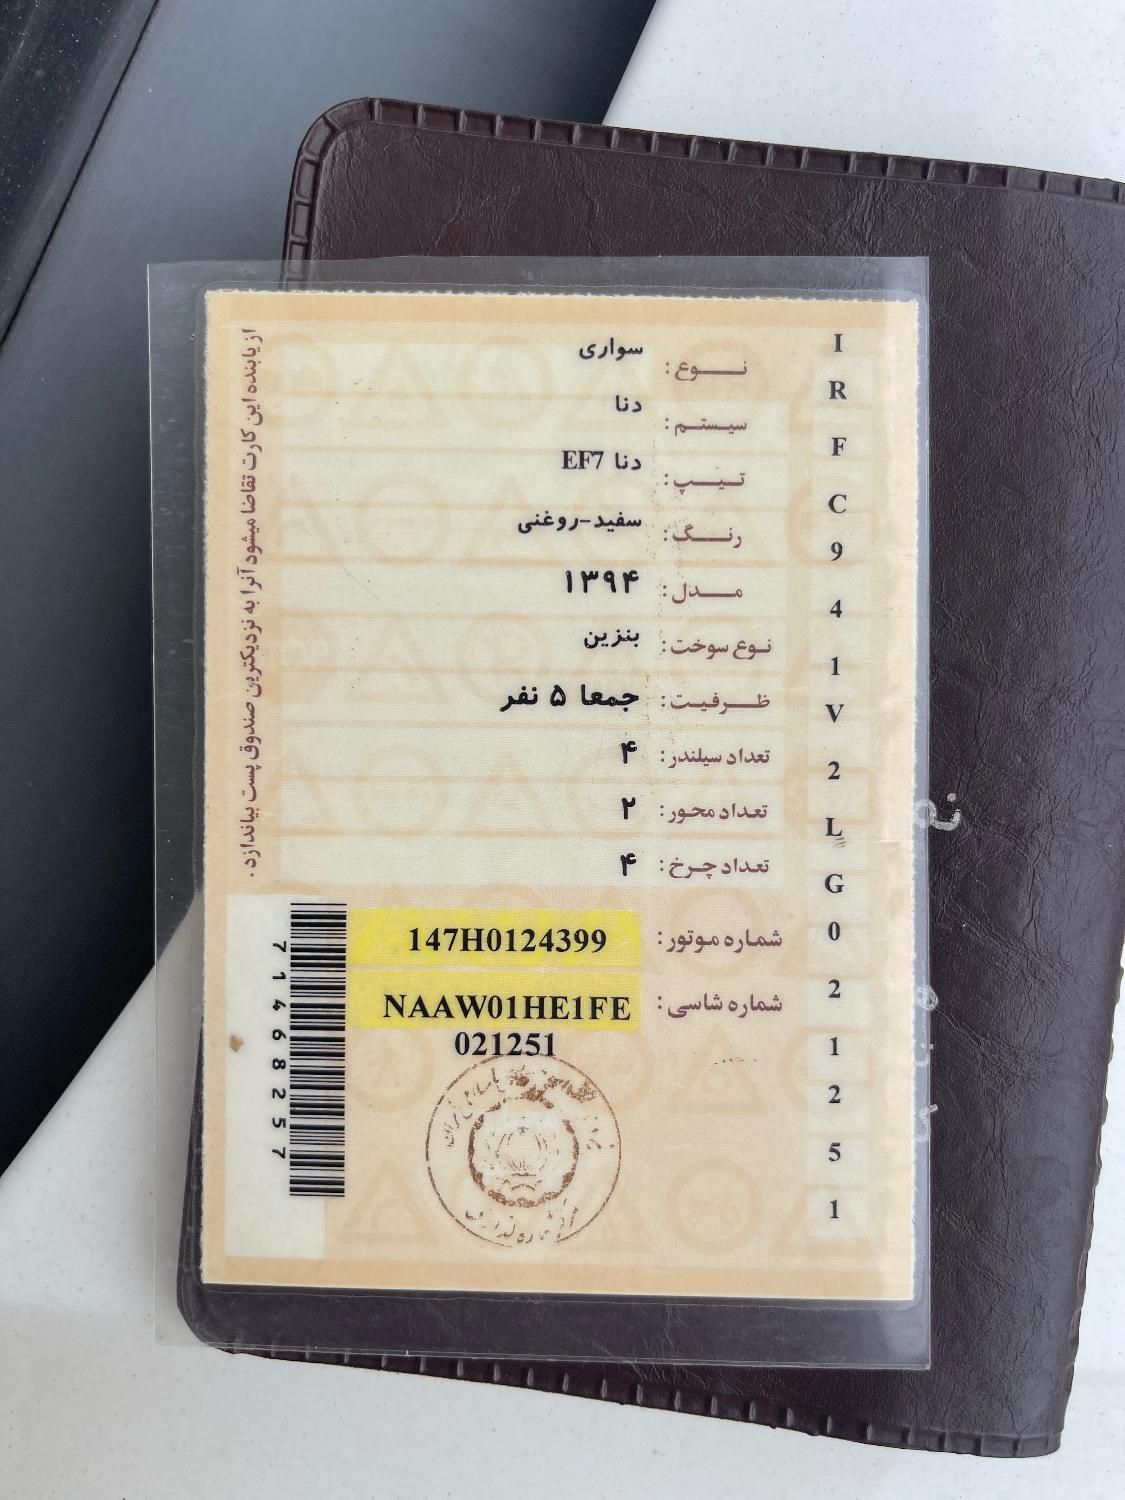 نوع: سواری
سیستم: دنا
تیپ: دنا EF7
رنگ: سفید-روغنی
مدل: ۱۳۹۴
نوع سوخت: بنزین
ظرفیت: جمعا ۵ نفر
تعداد سیلندر: ۴
تعداد محور: ۲
تعداد چرخ: ۴
شماره موتور: 147H0124399
شماره شاسی: NAAW01HE1FE
021251
I R F C 9 4 1 V 2 L G 0 2 1 2 5 1
از یابنده این کارت تقاضا میشود آنرا به نزدیکترین صندوق پست بیاندازد.
71468257